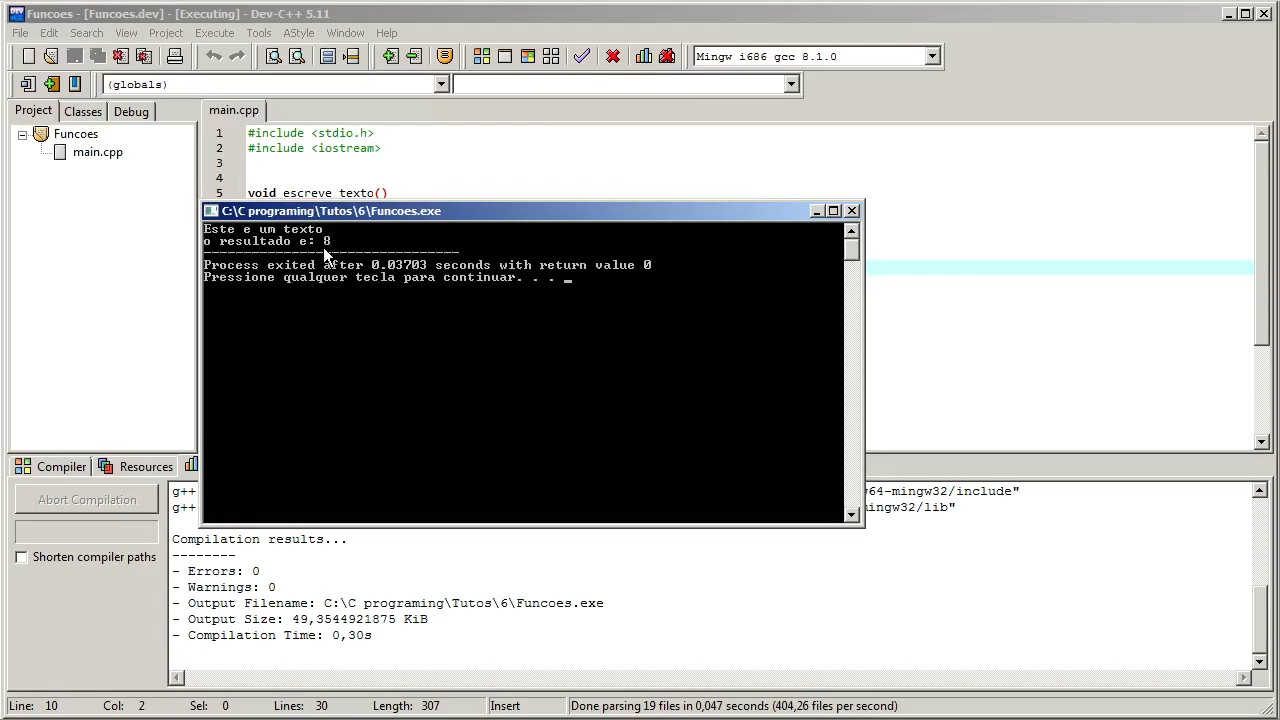 Funcoes - [Funcoes.dev] - [Executing] - Dev-C++ 5.11
File Edit Search View Project Execute Tools AStyle Window Help
Mingw i686 gcc 8.1.0
(globals)
Project Classes Debug
main.cpp
Funcoes
main.cpp
1 #include <stdio.h>
2 #include <iostream>
3
4
5 void escreve_texto()
C:\C programing\Tutos\6\Funcoes.exe
Este e um texto
o resultado e: 8
--------------------------------
Process exited after 0.03703 seconds with return value 0
Pressione qualquer tecla para continuar. . . _
Compiler Resources
Abort Compilation
Shorten compiler paths
g++ w64-mingw32/include"
g++ mingw32/lib"
Compilation results...
--------
- Errors: 0
- Warnings: 0
- Output Filename: C:\C programing\Tutos\6\Funcoes.exe
- Output Size: 49,3544921875 KiB
- Compilation Time: 0,30s
Line: 10 Col: 2 Sel: 0 Lines: 30 Length: 307 Insert Done parsing 19 files in 0,047 seconds (404,26 files per second)